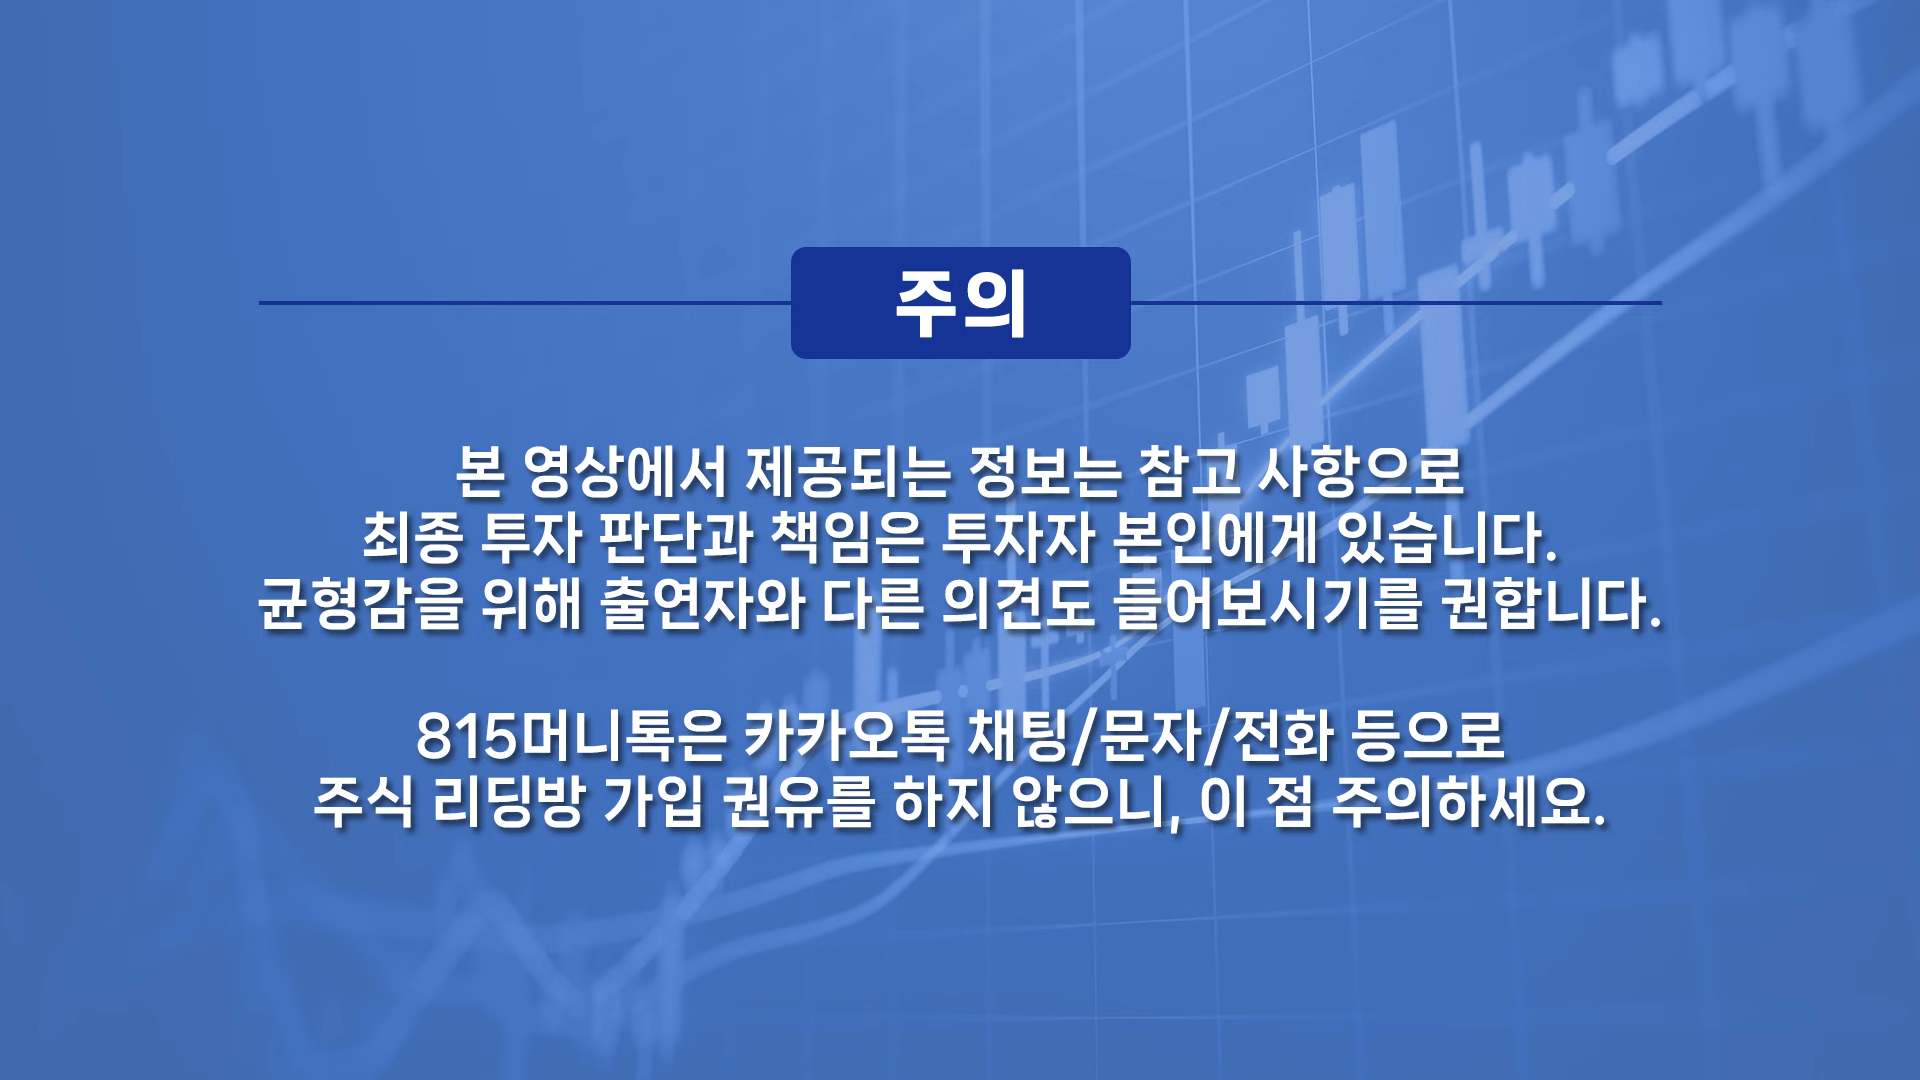 주의
본 영상에서 제공되는 정보는 참고 사항으로
최종 투자 판단과 책임은 투자자 본인에게 있습니다.
균형감을 위해 출연자와 다른 의견도 들어보시기를 권합니다.
815머니톡은 카카오톡 채팅/문자/전화 등으로
주식 리딩방 가입 권유를 하지 않으니, 이 점 주의하세요.